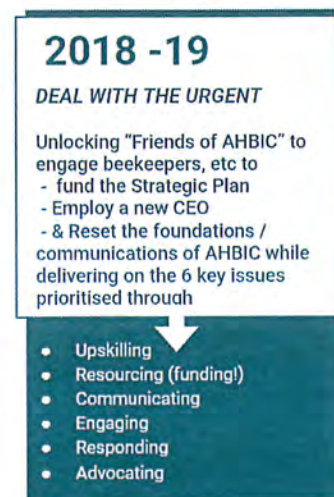 2018 -19
DEAL WITH THE URGENT
Unlocking "Friends of AHBIC" to
engage beekeepers, etc to
- fund the Strategic Plan
- Employ a new CEO
- & Reset the foundations /
communications of AHBIC while
delivering on the 6 key issues
prioritised through
• Upskilling
• Resourcing (funding!)
• Communicating
• Engaging
• Responding
• Advocating